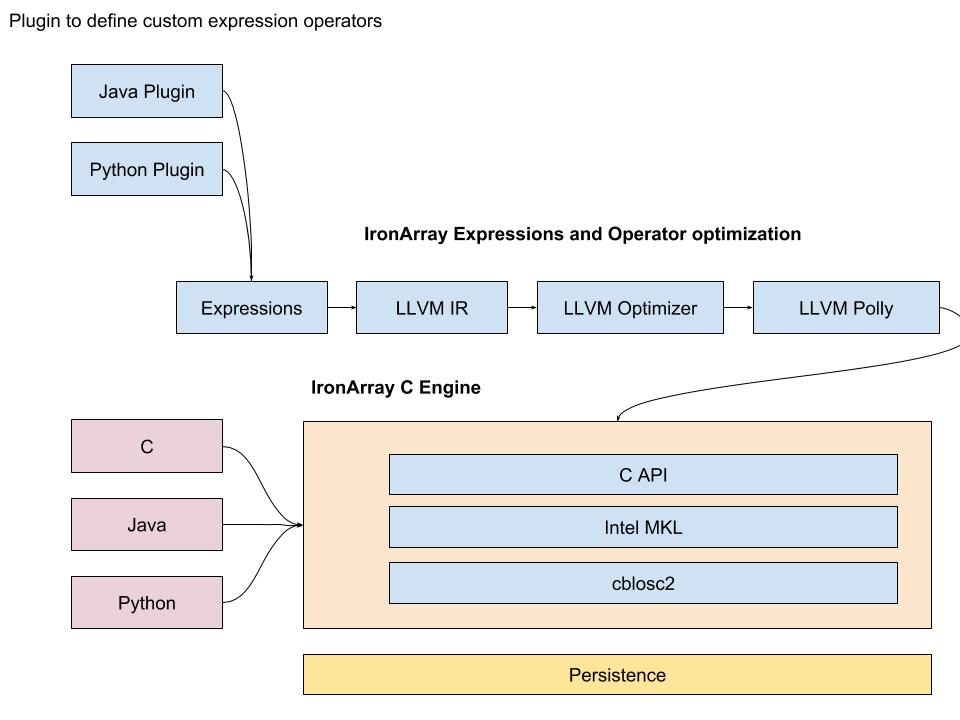 Plugin to define custom expression operators
Java Plugin
Python Plugin
IronArray Expressions and Operator optimization
Expressions
LLVM IR
LLVM Optimizer
LLVM Polly
IronArray C Engine
C
Java
Python
C API
Intel MKL
cblosc2
Persistence